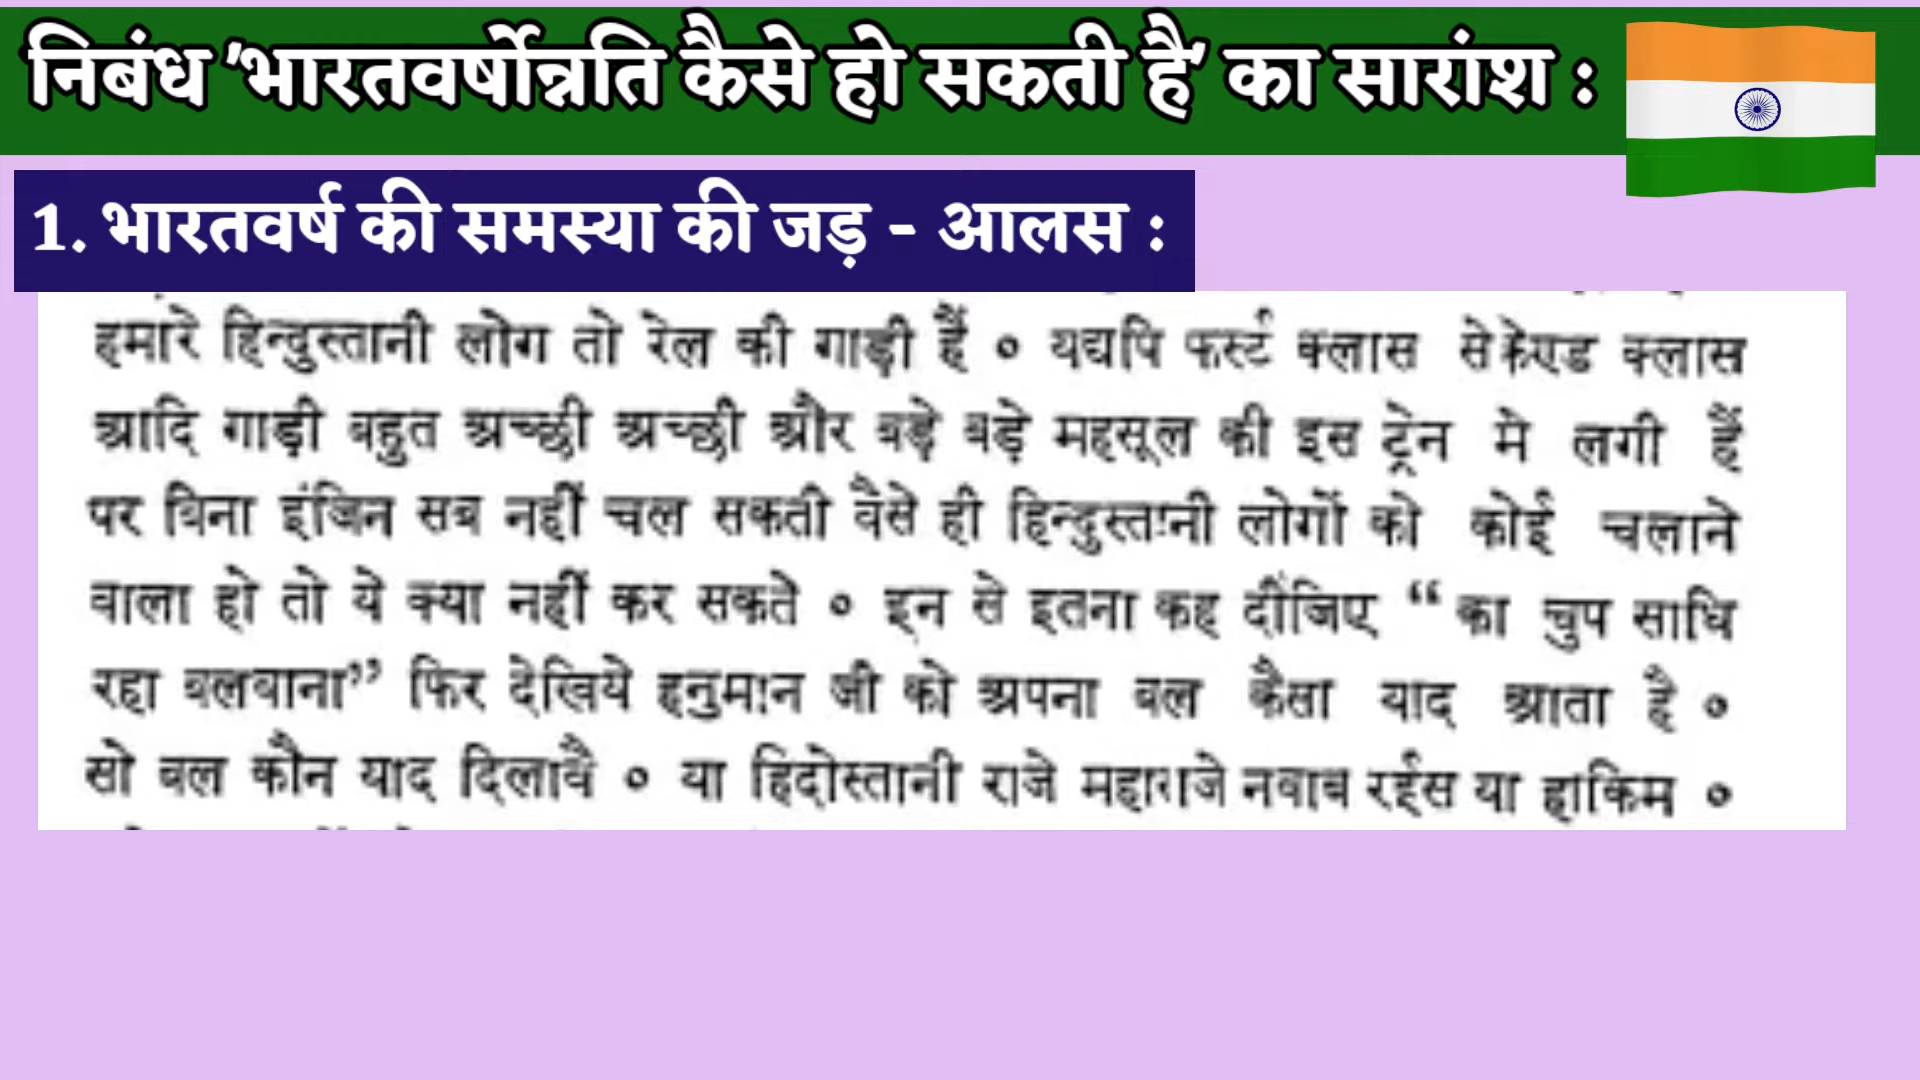 निबंध 'भारतवर्षोन्नति कैसे हो सकती है' का सारांश :
1. भारतवर्ष की समस्या की जड़ - आलस :
हमारे हिन्दुस्तानी लोग तो रेल की गाड़ी हैं ० यद्यपि फर्स्ट क्लास सेकेण्ड क्लास
आदि गाड़ी बहुत अच्छी अच्छी और बड़े बड़े महसूल की इस ट्रेन मे लगी हैं
पर बिना इंजिन सब नहीं चल सकती वैसे ही हिन्दुस्तानी लोगों को कोई चलाने
वाला हो तो ये क्या नहीं कर सकते ० इन से इतना कह दीजिए “का चुप साधि
रहा बलवाना” फिर देखिये हनुमान जी को अपना बल कैसा याद आता है ०
सो बल कौन याद दिलावै ० या हिंदोस्तानी राजे महाराजे नवाब रईस या हाकिम ०